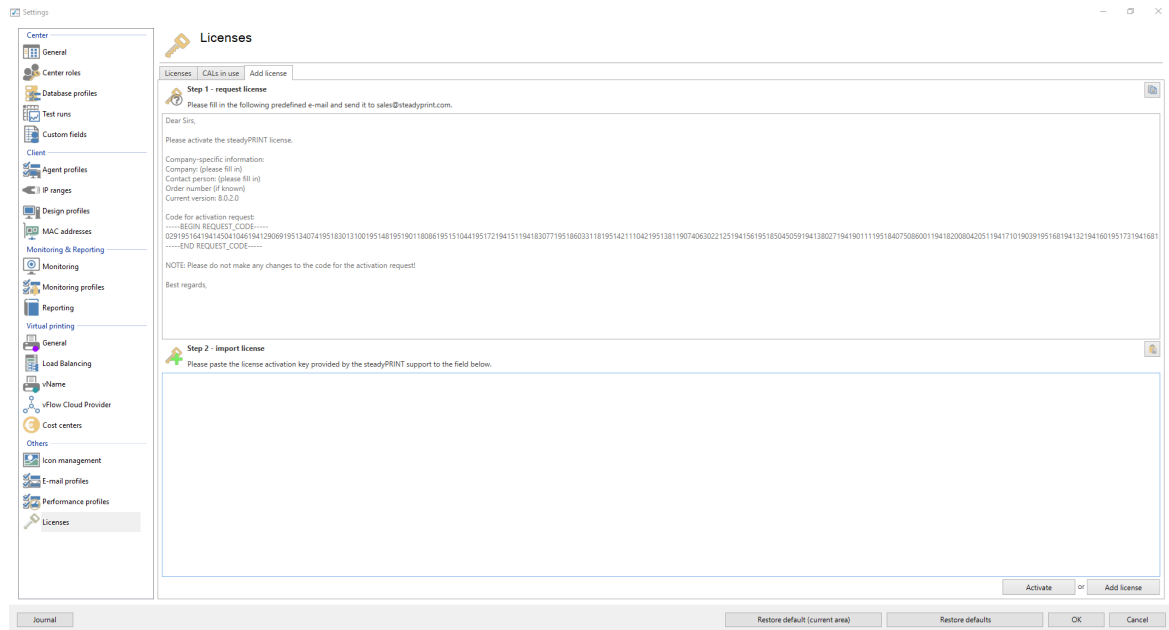 Settings
Center
General
Center roles
Database profiles
Test runs
Custom fields
Client
Agent profiles
IP ranges
Design profiles
MAC addresses
Monitoring & Reporting
Monitoring
Monitoring profiles
Reporting
Virtual printing
General
Load Balancing
vName
vFlow Cloud Provider
Cost centers
Others
Icon management
E-mail profiles
Performance profiles
Licenses
Licenses
Licenses CALs in use Add license
Step 1 - request license
Please fill in the following predefined e-mail and send it to sales@steadyprint.com.
Dear Sirs,
Please activate the steadyPRINT license.
Company-specific information:
Company: (please fill in)
Contact person: (please fill in)
Order number (if known)
Current version: 8.0.2.0
Code for activation request:
-----BEGIN REQUEST_CODE-----
-----END REQUEST_CODE-----
NOTE: Please do not make any changes to the code for the activation request!
Best regards,
Step 2 - import license
Please paste the license activation key provided by the steadyPRINT support to the field below.
Activate or Add license
Journal Restore default (current area) Restore defaults OK Cancel